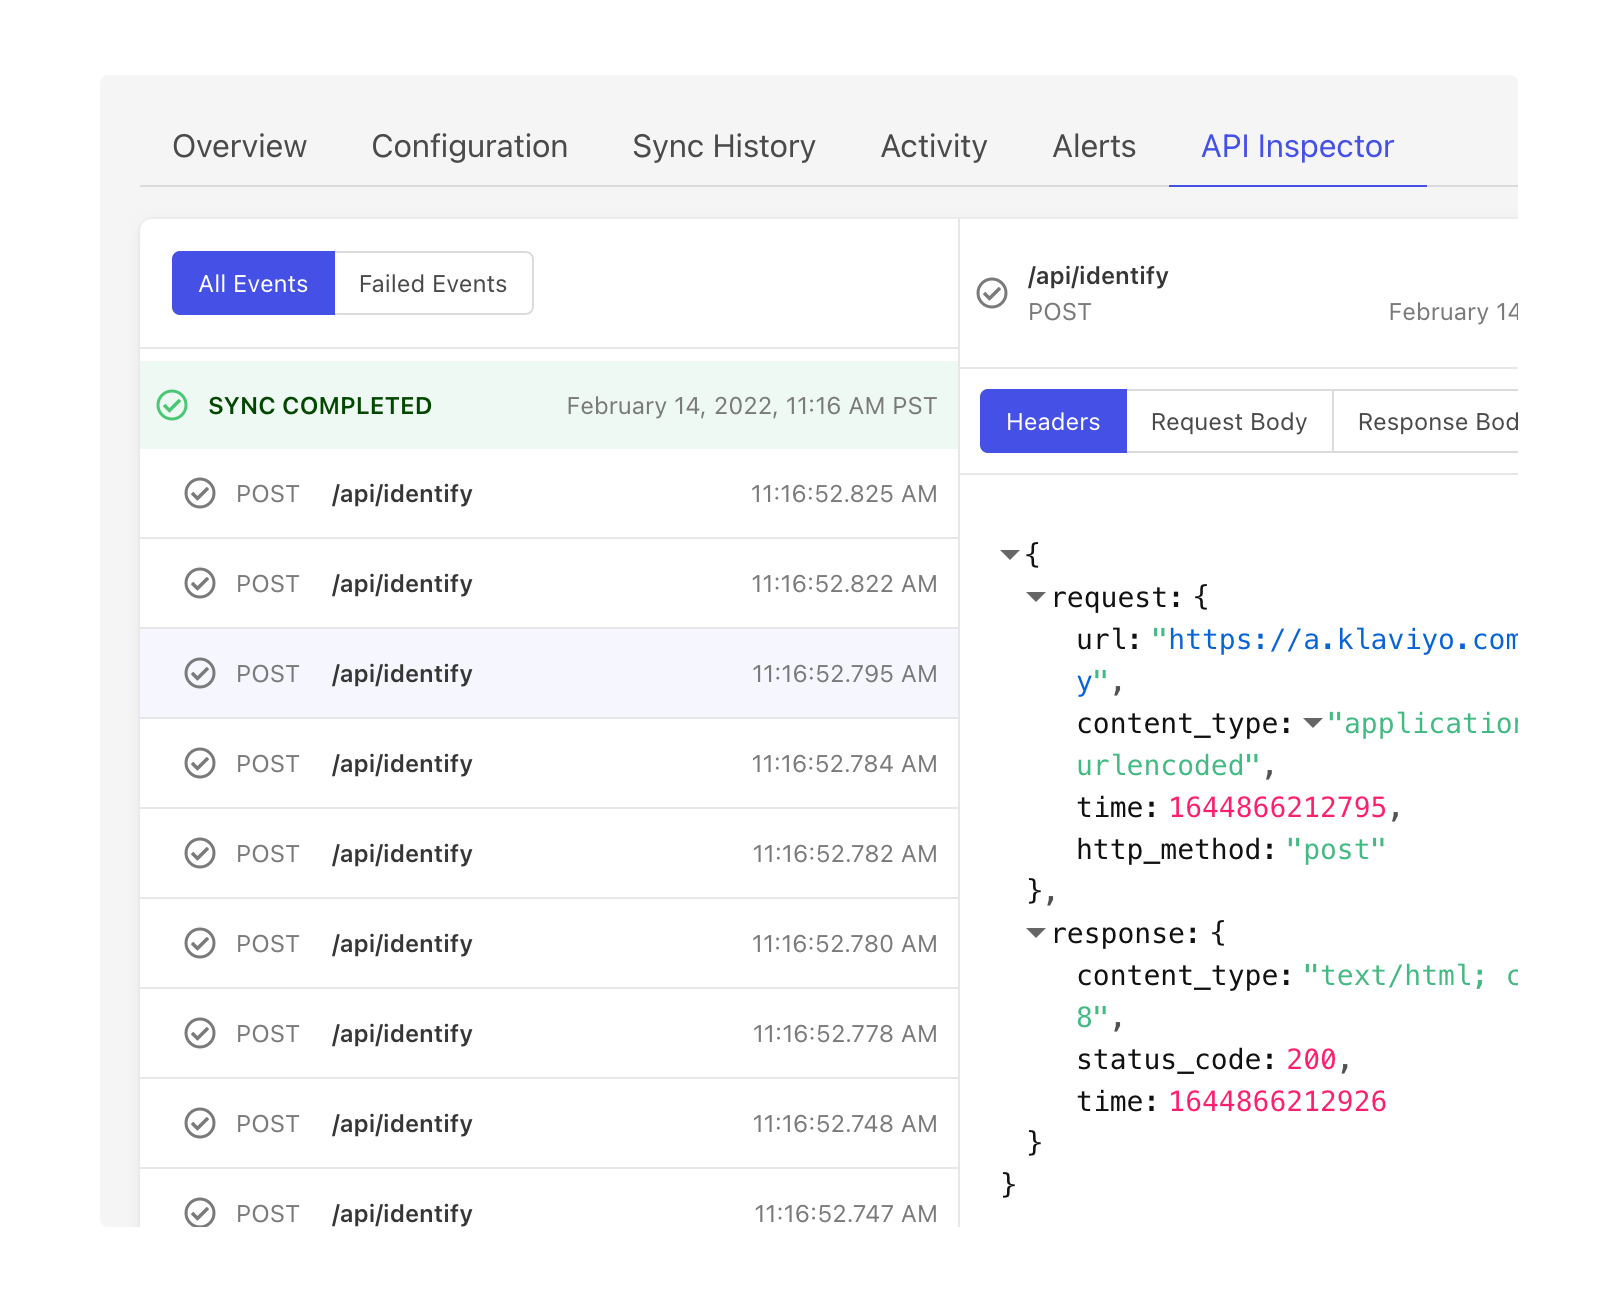 Overview Configuration Sync History Activity Alerts API Inspector
All Events Failed Events
SYNC COMPLETED February 14, 2022, 11:16 AM PST
POST /api/identify 11:16:52.825 AM
POST /api/identify 11:16:52.822 AM
POST /api/identify 11:16:52.795 AM
POST /api/identify 11:16:52.784 AM
POST /api/identify 11:16:52.782 AM
POST /api/identify 11:16:52.780 AM
POST /api/identify 11:16:52.778 AM
POST /api/identify 11:16:52.748 AM
POST /api/identify 11:16:52.747 AM
/api/identify
POST February 14
Headers Request Body Response Bod
{
request: {
url: "https://a.klaviyo.com
y",
content_type: "application
urlencoded",
time: 1644866212795,
http_method: "post"
},
response: {
content_type: "text/html; c
8",
status_code: 200,
time: 1644866212926
}
}